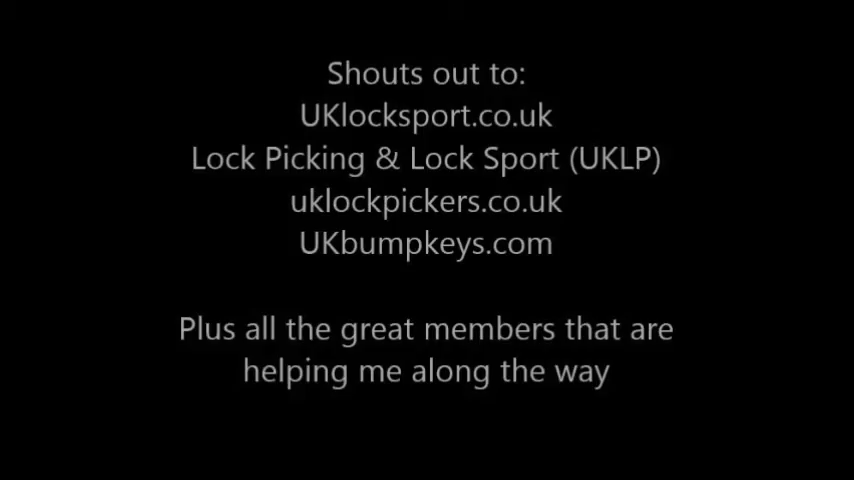 Shouts out to:
UKlocksport.co.uk
Lock Picking & Lock Sport (UKLP)
uklockpickers.co.uk
UKbumpkeys.com
Plus all the great members that are
helping me along the way